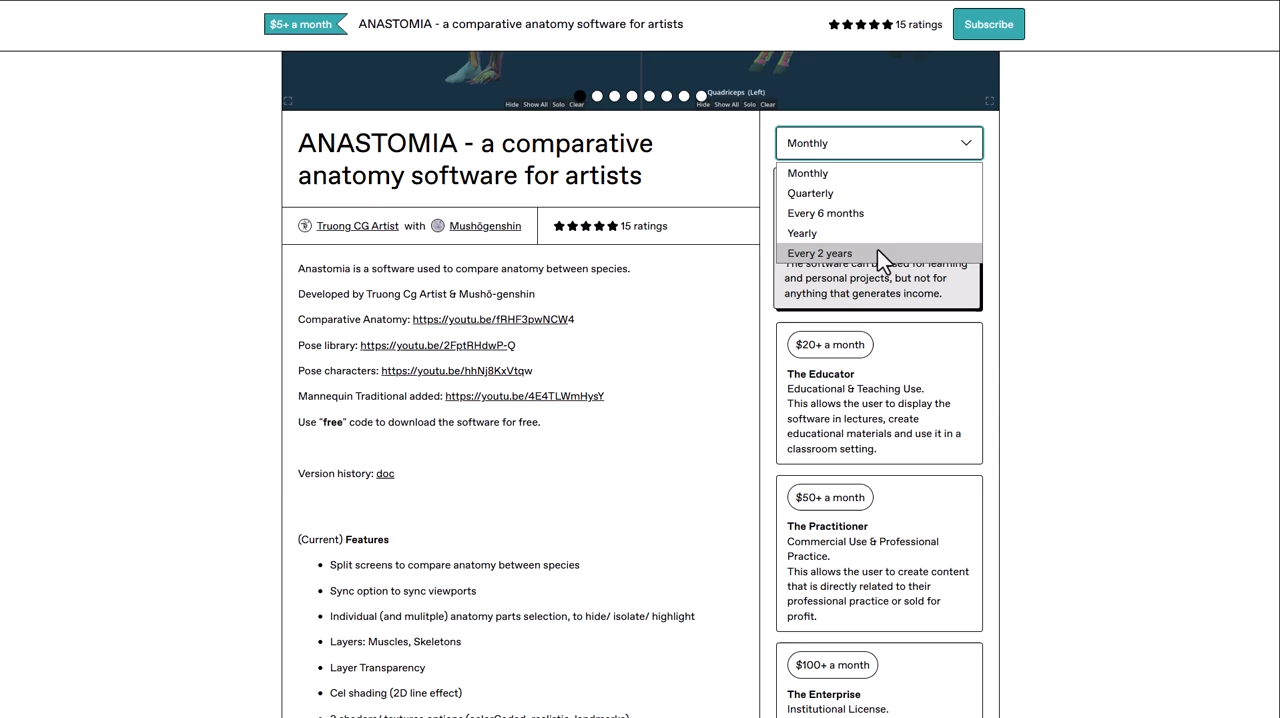 $5+ a month
ANASTOMIA - a comparative anatomy software for artists
15 ratings
Subscribe
Quadriceps (Left)
Hide Show All Solo Clear
Hide Show All Solo Clear
ANASTOMIA - a comparative
anatomy software for artists
Truong CG Artist with Mushōgenshin
15 ratings
Anastomia is a software used to compare anatomy between species.
Developed by Truong Cg Artist & Mushō-genshin
Comparative Anatomy: https://youtu.be/fRHF3pwNCW4
Pose library: https://youtu.be/2FptRHdwP-Q
Pose characters: https://youtu.be/hhNj8KxVtqw
Mannequin Traditional added: https://youtu.be/4E4TLWmHysY
Use "free" code to download the software for free.
Version history: doc
(Current) Features
Split screens to compare anatomy between species
Sync option to sync viewports
Individual (and mulitple) anatomy parts selection, to hide/ isolate/ highlight
Layers: Muscles, Skeletons
Layer Transparency
Cel shading (2D line effect)
Monthly
Monthly
Quarterly
Every 6 months
Yearly
Every 2 years
The software can be used for learning
and personal projects, but not for
anything that generates income.
$20+ a month
The Educator
Educational & Teaching Use.
This allows the user to display the
software in lectures, create
educational materials and use it in a
classroom setting.
$50+ a month
The Practitioner
Commercial Use & Professional
Practice.
This allows the user to create content
that is directly related to their
professional practice or sold for
profit.
$100+ a month
The Enterprise
Institutional License.